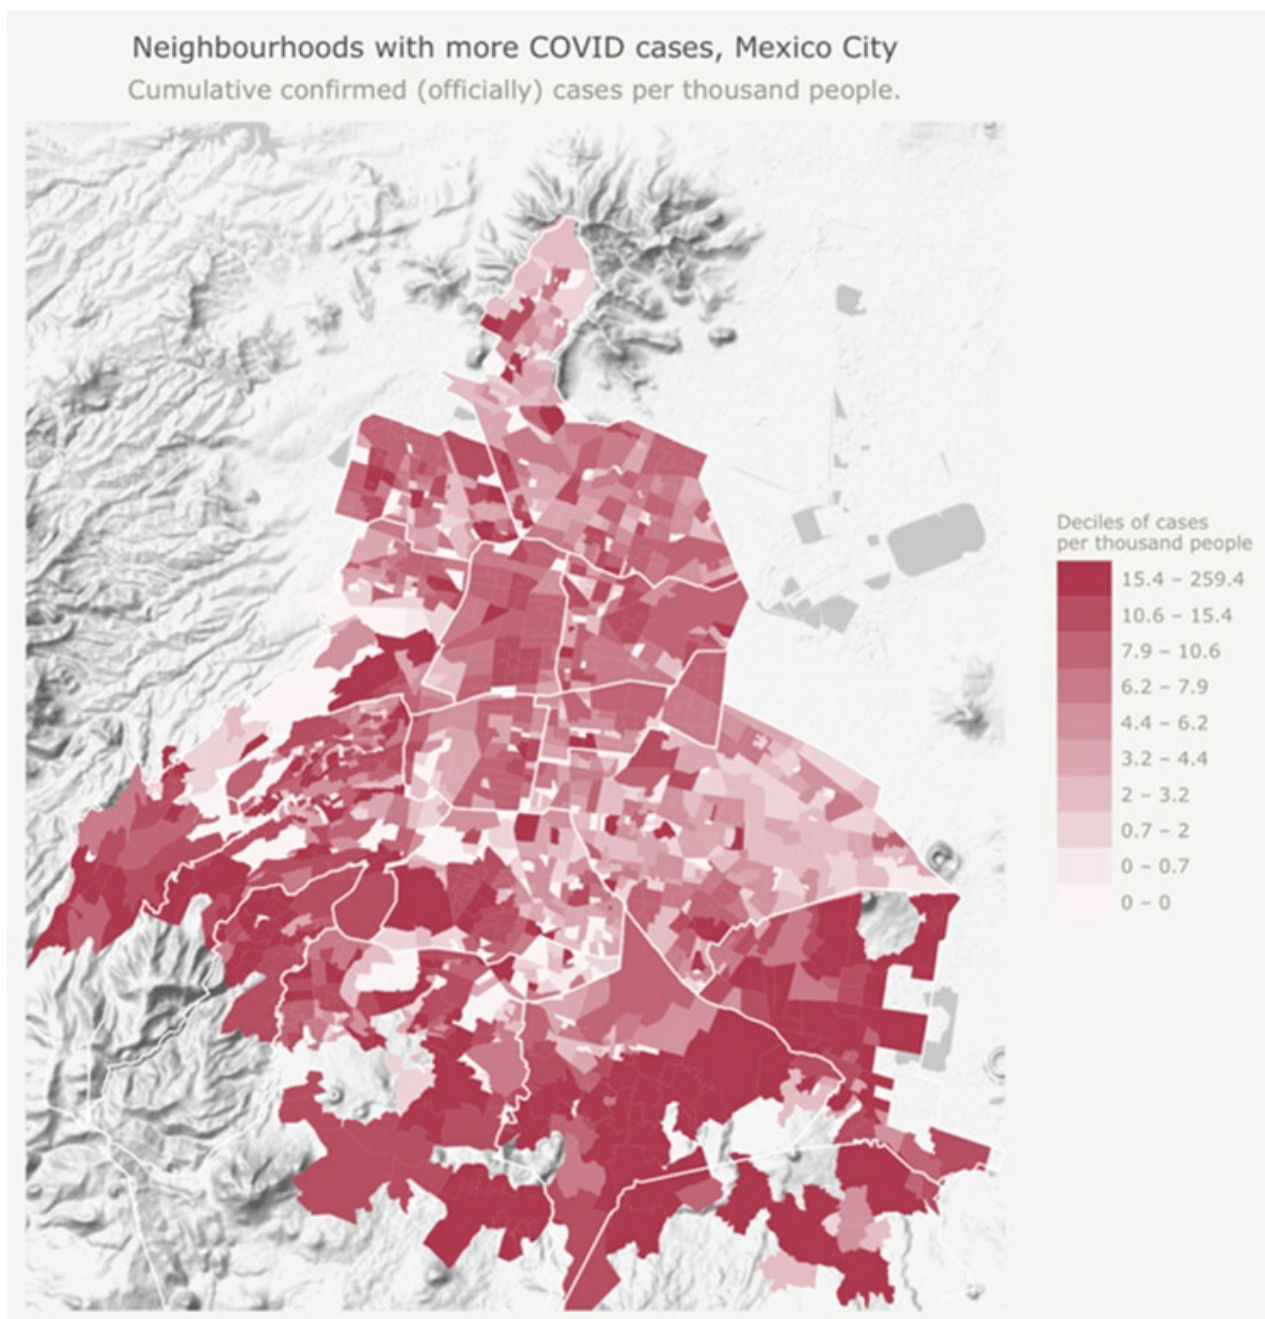 Neighbourhoods with more COVID cases, Mexico City
Cumulative confirmed (officially) cases per thousand people.
Deciles of cases
per thousand people
15.4 – 259.4
10.6 – 15.4
7.9 – 10.6
6.2 – 7.9
4.4 – 6.2
3.2 – 4.4
2 – 3.2
0.7 – 2
0 – 0.7
0 – 0